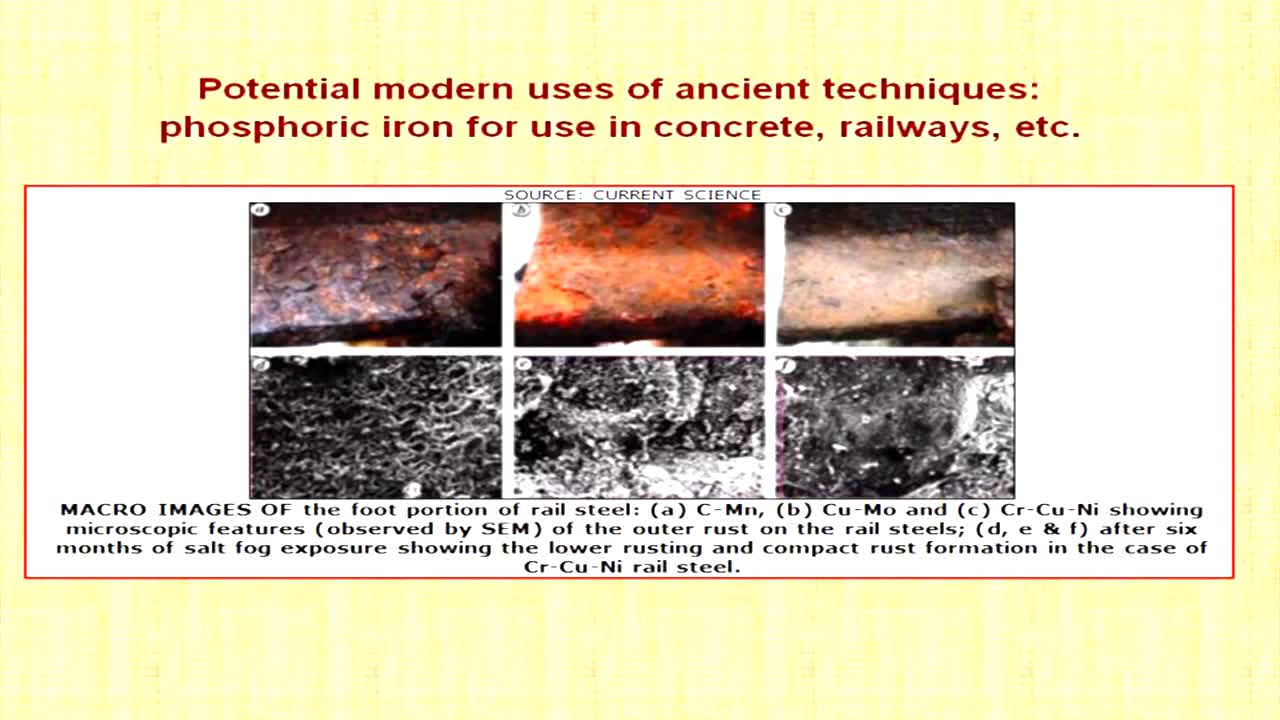 Potential modern uses of ancient techniques:
phosphoric iron for use in concrete, railways, etc.
SOURCE: CURRENT SCIENCE
a
b
c
d
e
f
MACRO IMAGES OF the foot portion of rail steel: (a) C-Mn, (b) Cu-Mo and (c) Cr-Cu-Ni showing
microscopic features (observed by SEM) of the outer rust on the rail steels; (d, e & f) after six
months of salt fog exposure showing the lower rusting and compact rust formation in the case of
Cr-Cu-Ni rail steel.